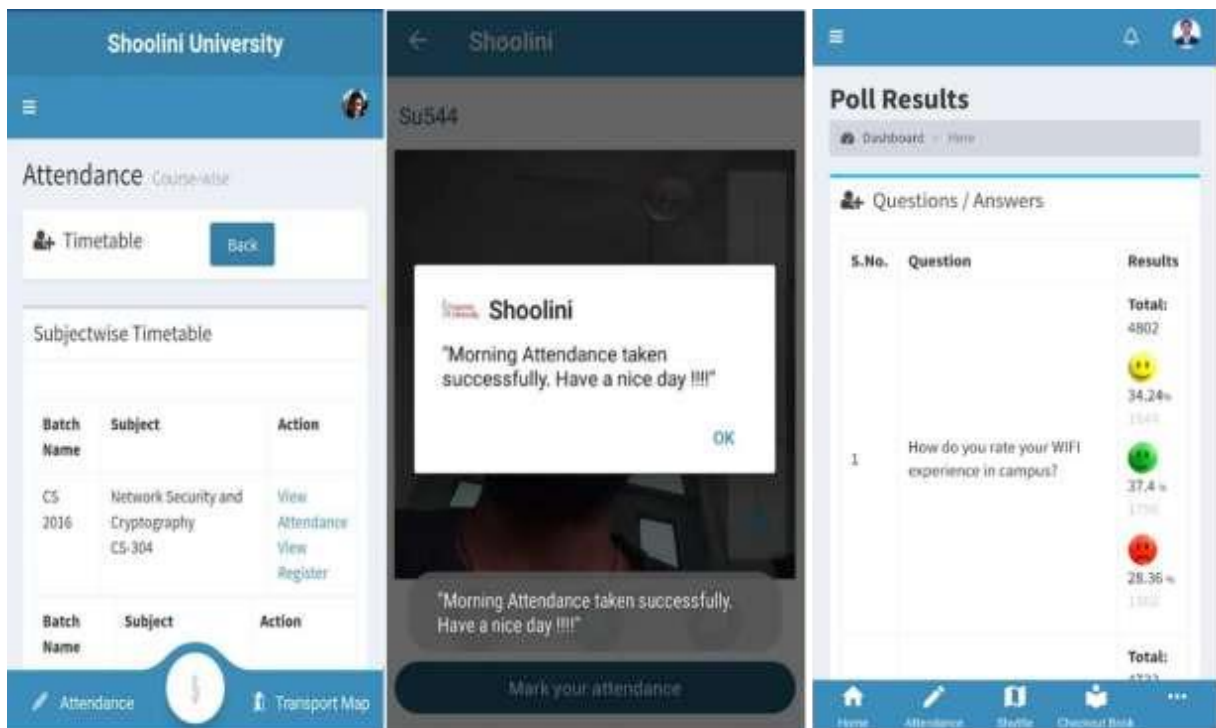 Shoolini University
Attendance Course-wise
Timetable
Back
Subjectwise Timetable
Batch Name Subject Action
CS 2016 Network Security and Cryptography CS-304 View Attendance View Register
Batch Name Subject Action
Attendance
Transport Map
Shoolini
Su544
Shoolini
"Morning Attendance taken
successfully. Have a nice day !!!!"
OK
"Morning Attendance taken successfully.
Have a nice day !!!!"
Mark your attendance
Poll Results
Dashboard Here
Questions / Answers
S.No. Question Results
Total:
4802
34.24%
1
How do you rate your WIFI
experience in campus?
37.4 %
28.36 %
Total:
Home Attendance Shuttle Checkout Book